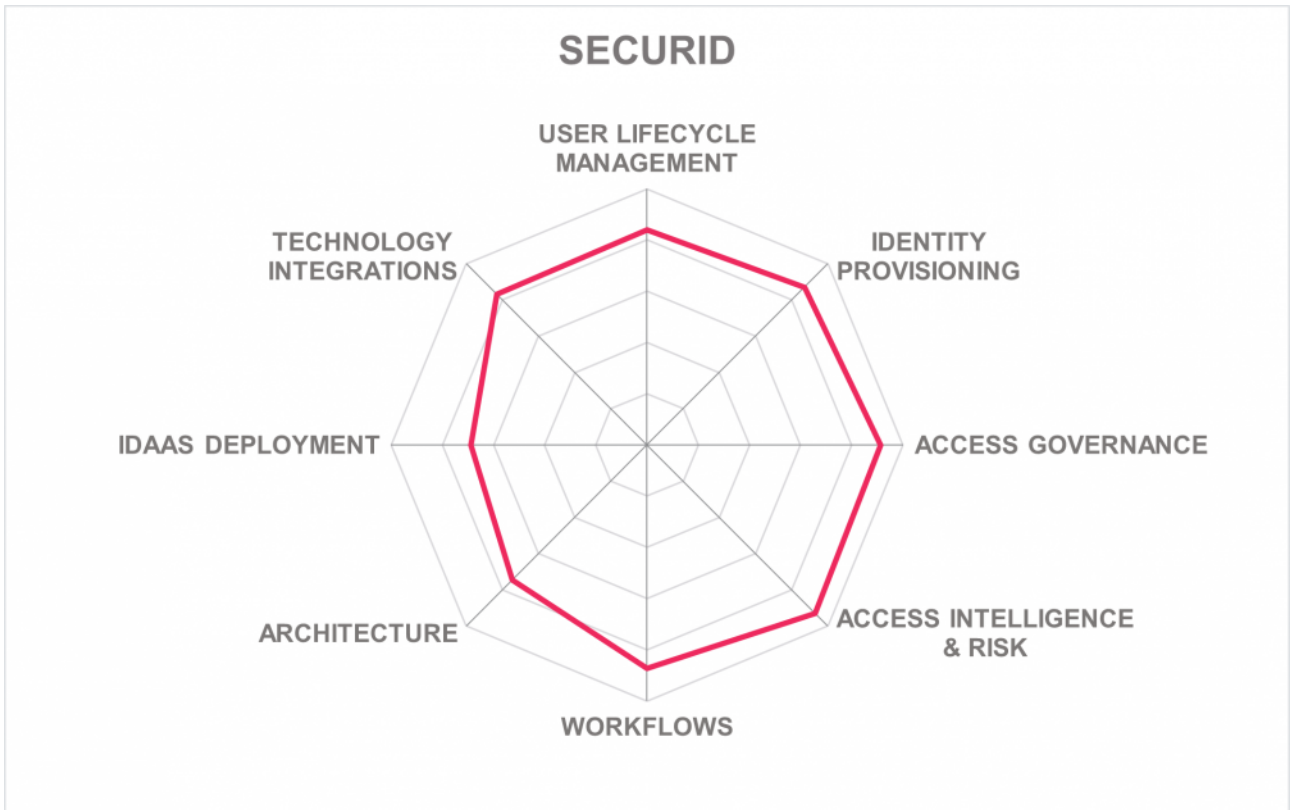 SECURID
USER LIFECYCLE
MANAGEMENT
TECHNOLOGY
INTEGRATIONS
IDENTITY
PROVISIONING
IDAAS DEPLOYMENT
ACCESS GOVERNANCE
ARCHITECTURE
ACCESS INTELLIGENCE
& RISK
WORKFLOWS